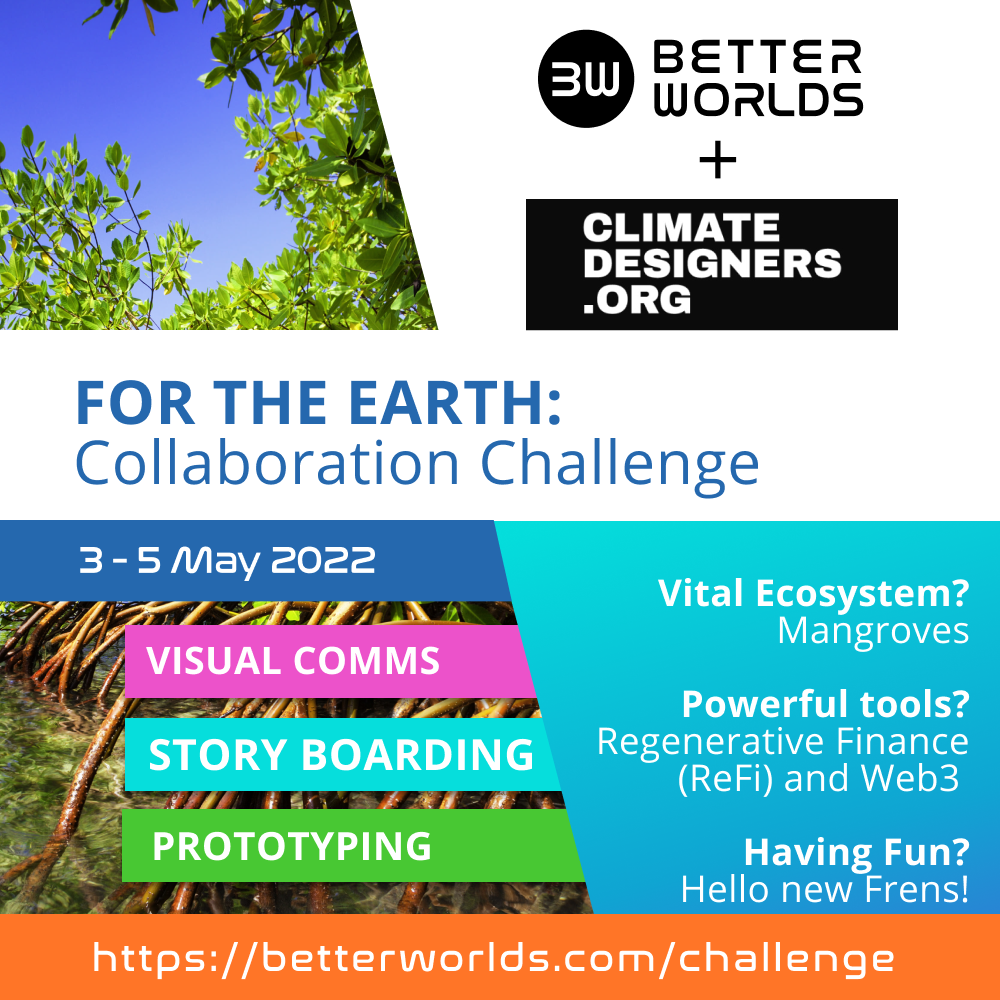 BW BETTER
WORLDS
+
CLIMATE
DESIGNERS
.ORG
FOR THE EARTH:
Collaboration Challenge
3 - 5 May 2022
VISUAL COMMS
STORY BOARDING
PROTOTYPING
Vital Ecosystem?
Mangroves
Powerful tools?
Regenerative Finance
(ReFi) and Web3
Having Fun?
Hello new Frens!
https://betterworlds.com/challenge